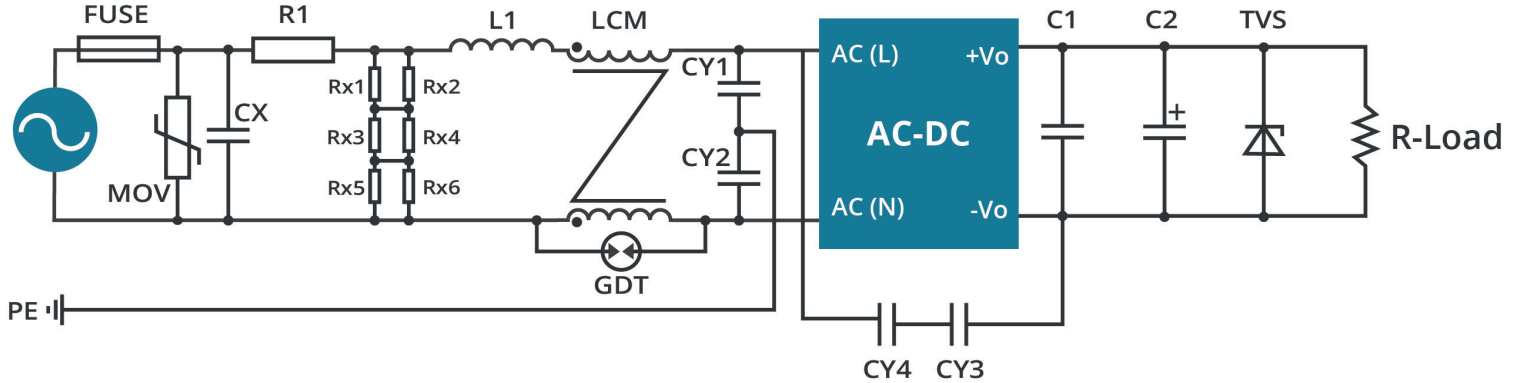 FUSE
R1
L1
LCM
C1
C2
TVS
AC (L)
+Vo
CY1
Rx1
Rx2
CX
+
Rx3
Rx4
AC-DC
R-Load
CY2
MOV
Rx5
Rx6
AC (N)
-Vo
GDT
PE
CY4
CY3